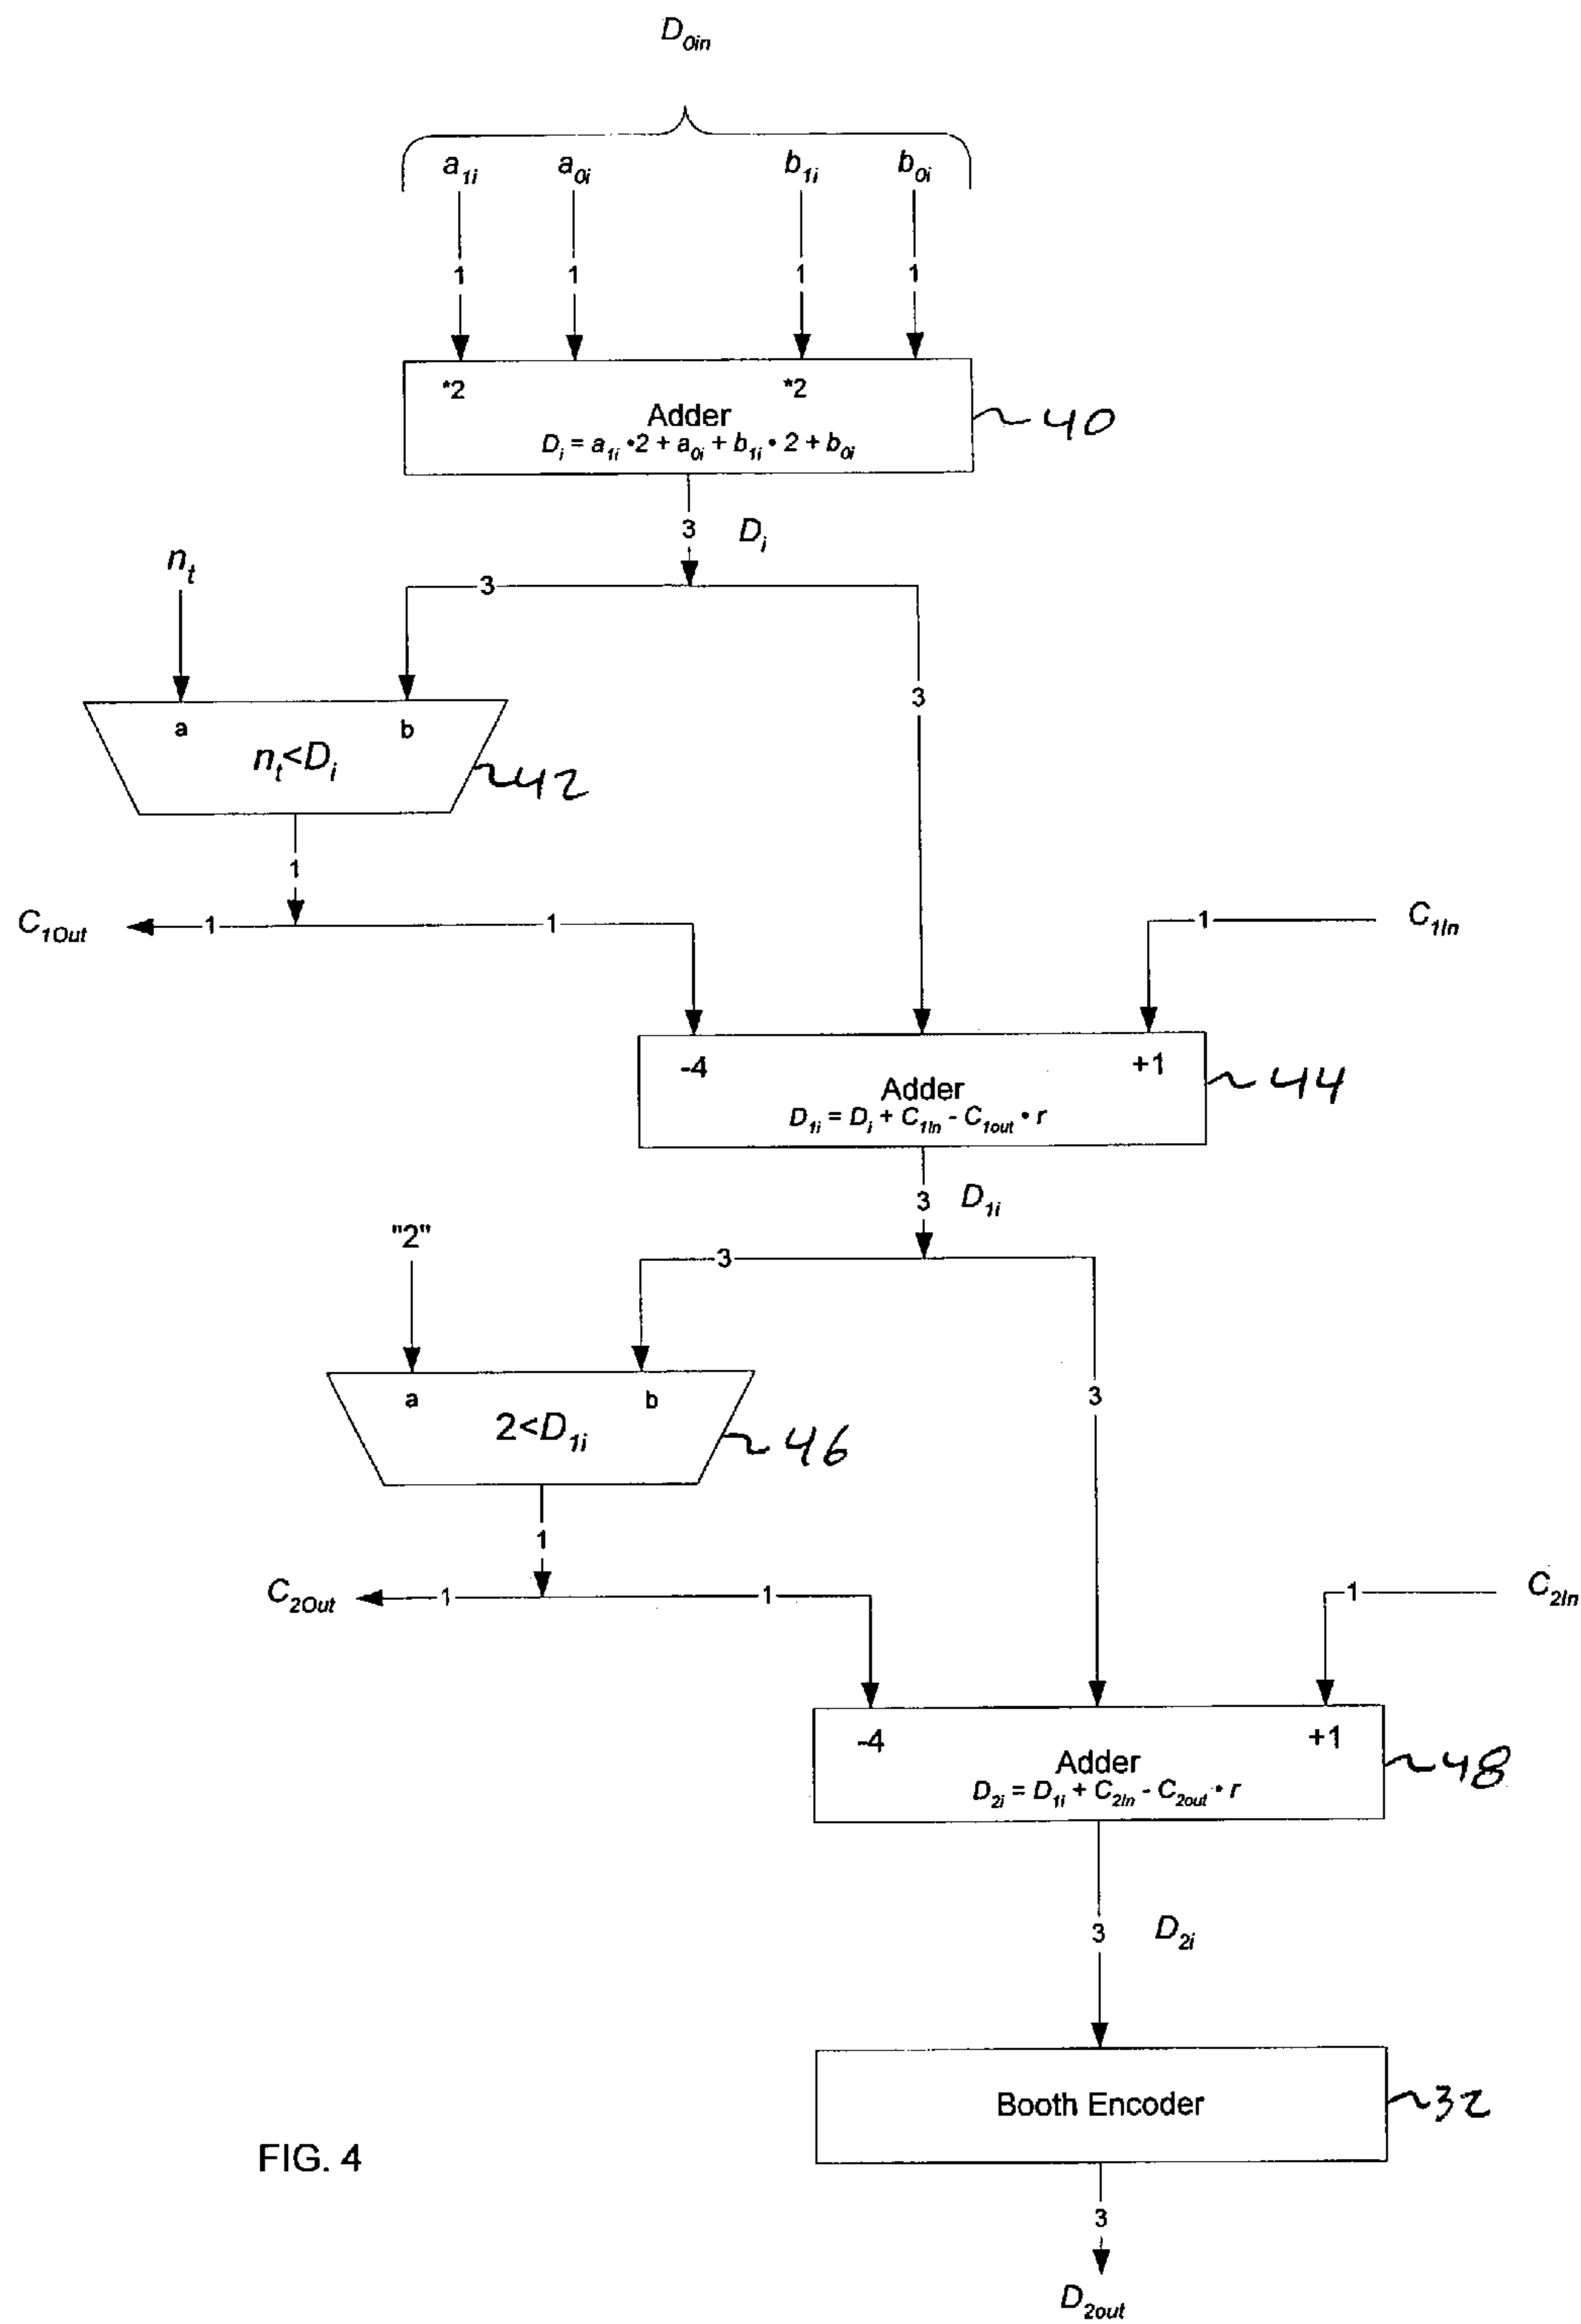 D0in
a1i a0i b1i b0i
1 1 1 1
*2 *2
Adder
40
Di = a1i •2 + a0i + b1i • 2 + b0i
3 Di
nt
3
3
a b
nt<Di
42
1
C1Out 1 1 1 C1In
-4 +1
Adder
44
D1i = Di + C1In - C1out • r
3 D1i
"2"
3
3
a b
2<D1i
46
1
C2Out 1 1 1 C2In
-4 +1
Adder
48
D2i = D1i + C2In - C2out • r
3 D2i
Booth Encoder
32
FIG. 4
3
D2out